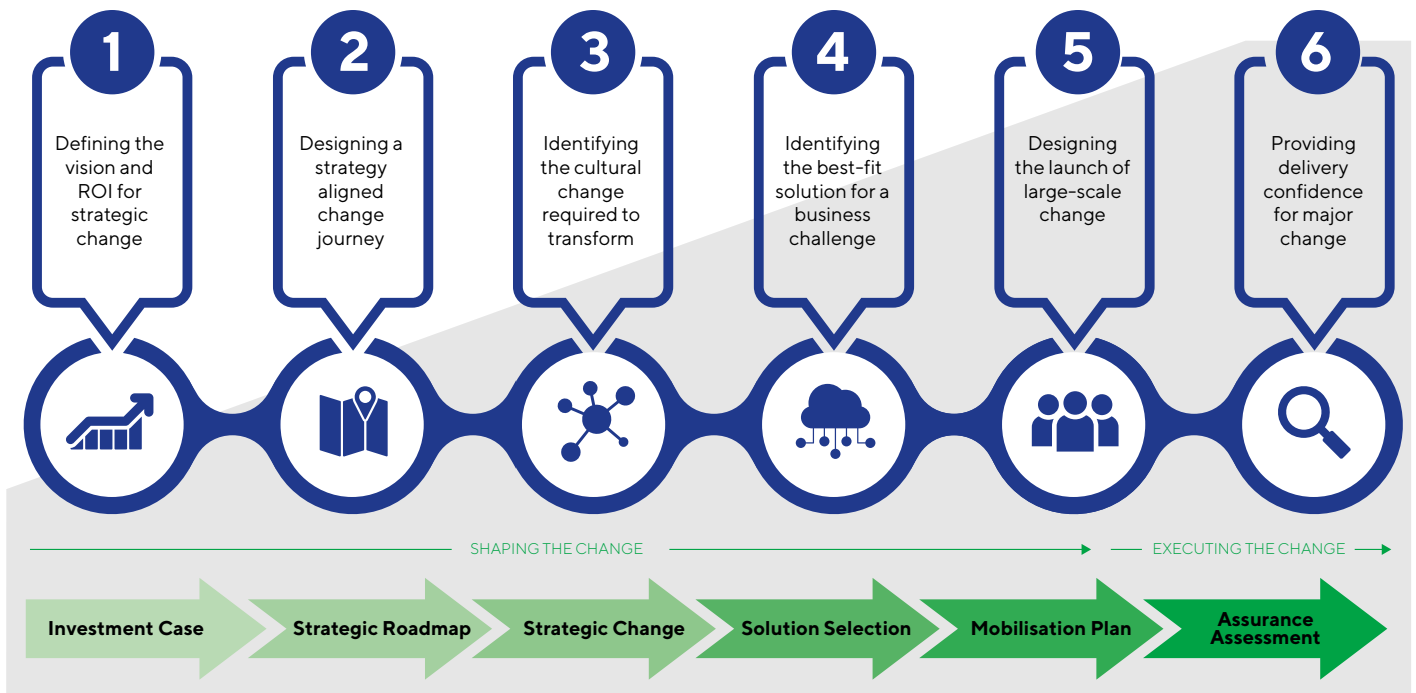 1
Defining the
vision and
ROI for
strategic
change
2
Designing a
strategy
aligned
change
journey
3
Identifying
the cultural
change
required to
transform
4
Identifying
the best-fit
solution for a
business
challenge
5
Designing
the launch of
large-scale
change
6
Providing
delivery
confidence
for major
change
SHAPING THE CHANGE
EXECUTING THE CHANGE
Investment Case
Strategic Roadmap
Strategic Change
Solution Selection
Mobilisation Plan
Assurance
Assessment